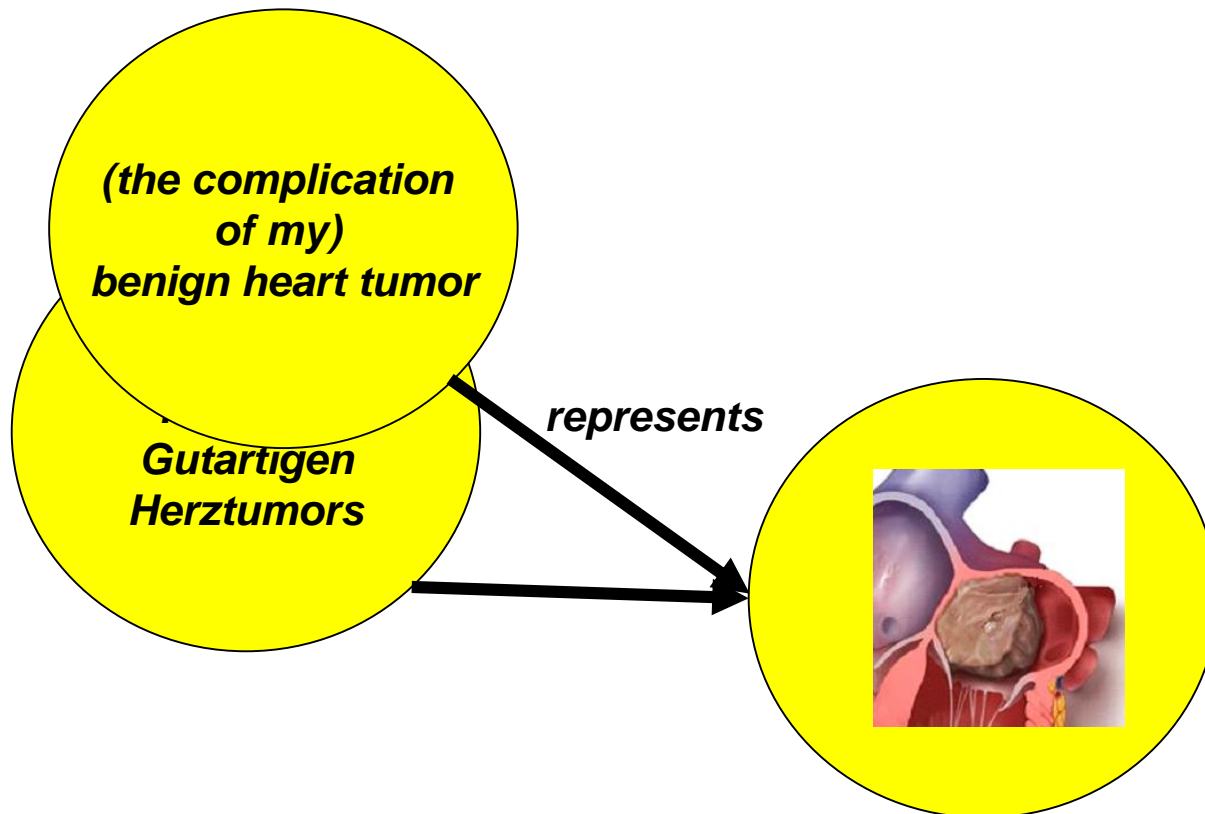 (the complication
of my)
benign heart tumor
represents
Gutartigen
Herztumors